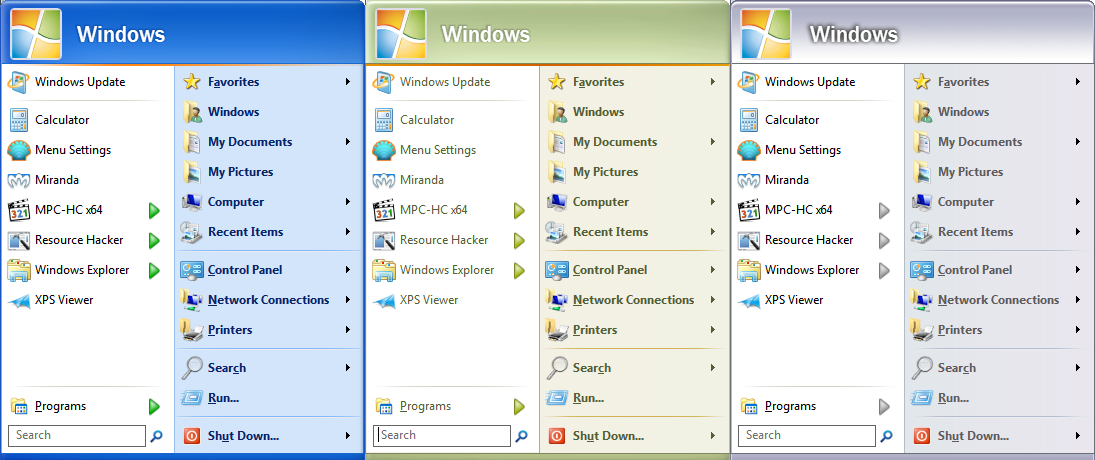 Windows
Windows Update
Calculator
Menu Settings
Miranda
MPC-HC x64
Resource Hacker
Windows Explorer
XPS Viewer
Programs
Search
Favorites
Windows
My Documents
My Pictures
Computer
Recent Items
Control Panel
Network Connections
Printers
Search
Run...
Shut Down...
Windows
Windows Update
Calculator
Menu Settings
Miranda
MPC-HC x64
Resource Hacker
Windows Explorer
XPS Viewer
Programs
Search
Favorites
Windows
My Documents
My Pictures
Computer
Recent Items
Control Panel
Network Connections
Printers
Search
Run...
Shut Down...
Windows
Windows Update
Calculator
Menu Settings
Miranda
MPC-HC x64
Resource Hacker
Windows Explorer
XPS Viewer
Programs
Search
Favorites
Windows
My Documents
My Pictures
Computer
Recent Items
Control Panel
Network Connections
Printers
Search
Run...
Shut Down...